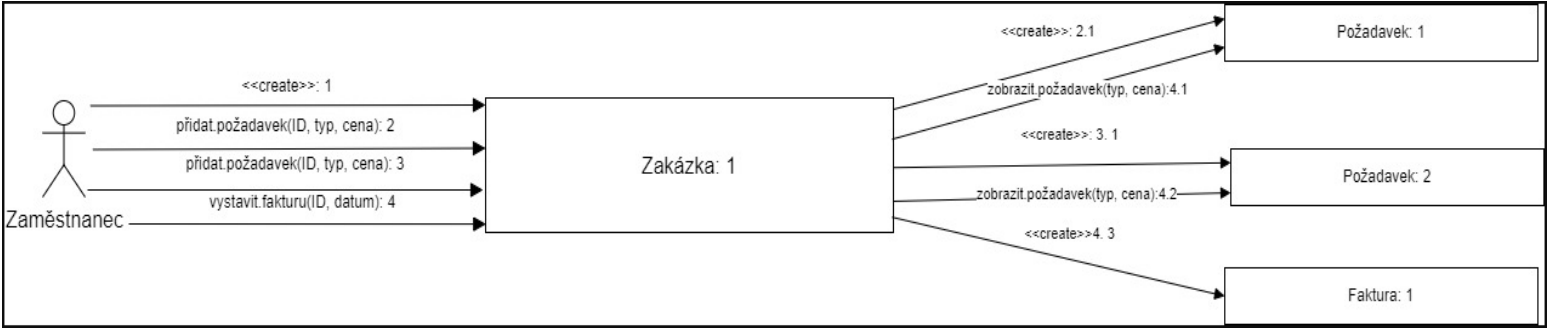 <<create>>: 2.1
Požadavek: 1
<<create>>: 1
zobrazit.požadavek(typ, cena):4.1
přidat.požadavek(ID, typ, cena): 2
<<create>>: 3. 1
přidat.požadavek(ID, typ, cena): 3
Zakázka: 1
Požadavek: 2
vystavit.fakturu(ID, datum): 4
zobrazit.požadavek(typ, cena):4.2
Zaměstnanec
<<create>>4. 3
Faktura: 1